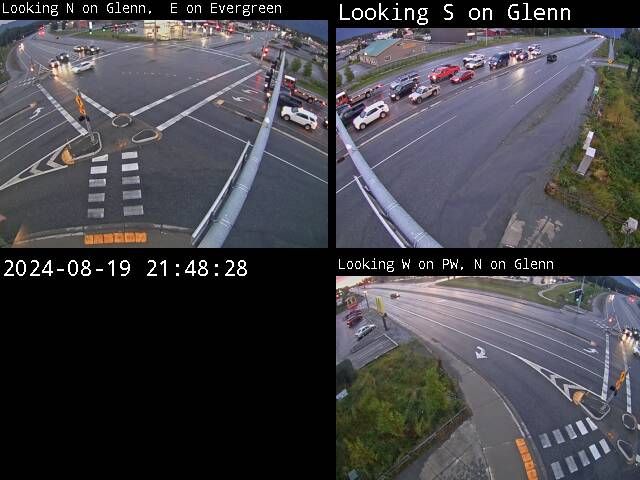 Looking N on Glenn, E on Evergreen
Looking S on Glenn
2024-08-19 21:48:28
Looking W on PW, N on Glenn